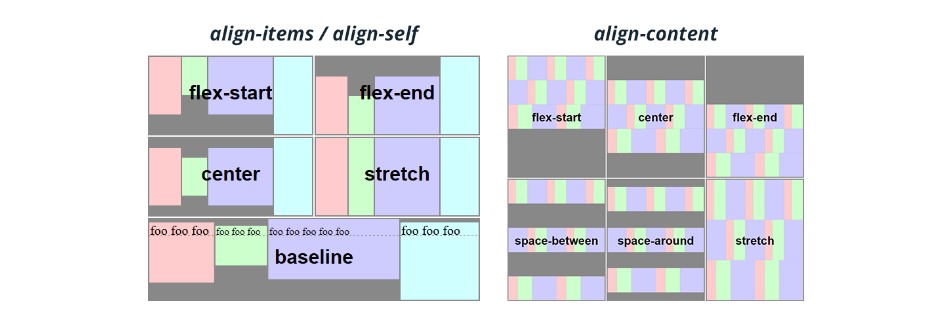 align-items / align-self
flex-start
flex-end
center
stretch
foo foo foo
foo foo foo
foo foo foo foo foo foo
foo foo foo
baseline
align-content
flex-start
center
flex-end
space-between
space-around
stretch